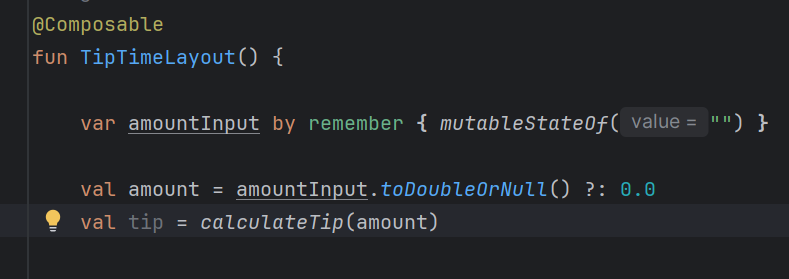 @Composable
fun TipTimeLayout() {
var amountInput by remember { mutableStateOf( value = "") }
val amount = amountInput.toDoubleOrNull() ?: 0.0
val tip = calculateTip(amount)